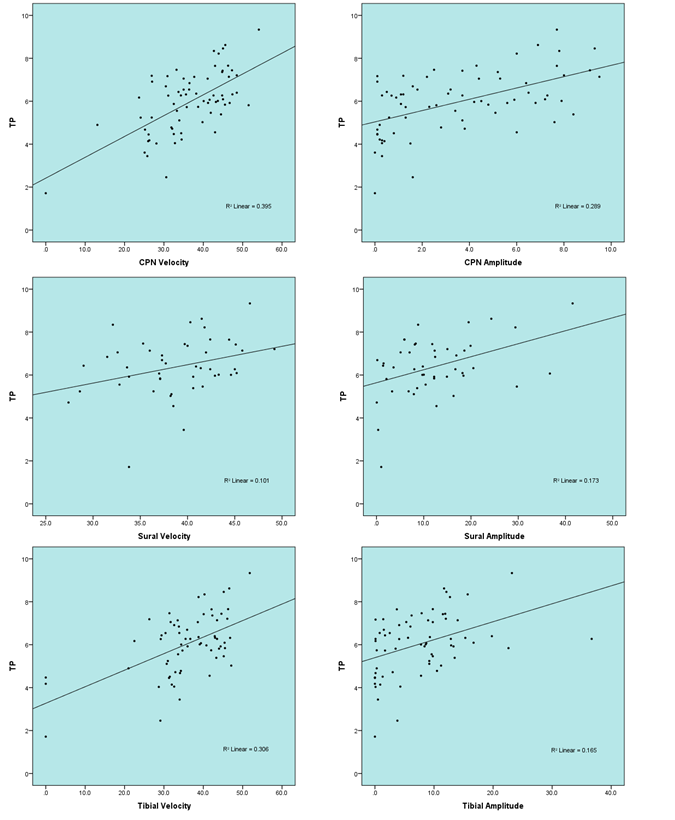 10 8 6 4 2 0
TP
R² Linear = 0.395
.0 10.0 20.0 30.0 40.0 50.0 60.0
CPN Velocity
10 8 6 4 2 0
TP
R² Linear = 0.289
.0 2.0 4.0 6.0 8.0 10.0
CPN Amplitude
10 8 6 4 2 0
TP
R² Linear = 0.101
25.0 30.0 35.0 40.0 45.0 50.0
Sural Velocity
10 8 6 4 2 0
TP
R² Linear = 0.173
.0 10.0 20.0 30.0 40.0 50.0
Sural Amplitude
10 8 6 4 2 0
TP
R² Linear = 0.306
.0 10.0 20.0 30.0 40.0 50.0 60.0
Tibial Velocity
10 8 6 4 2 0
TP
R² Linear = 0.165
.0 10.0 20.0 30.0 40.0
Tibial Amplitude